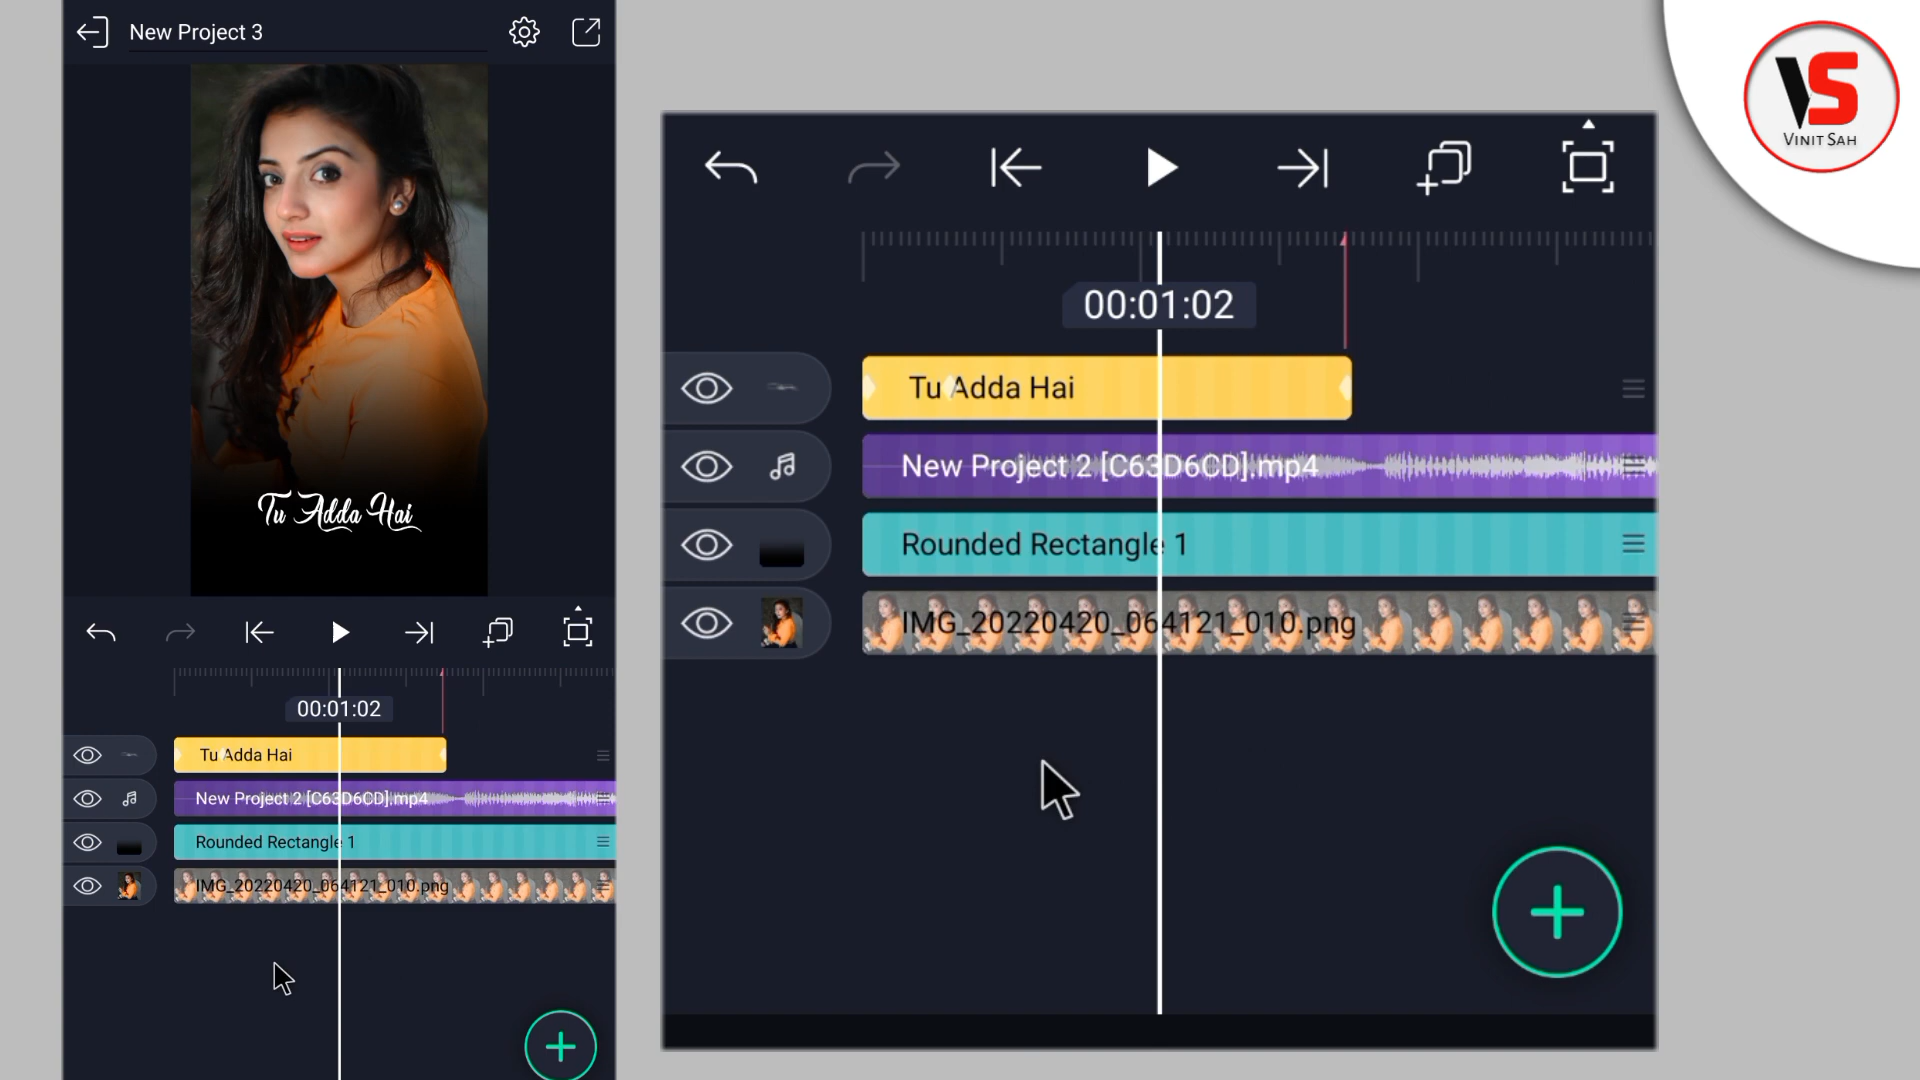 New Project 3
Tu Adda Hai
00:01:02
Tu Adda Hai
New Project 2 [C63D6CD].mp4
Rounded Rectangle 1
IMG_20220420_064121_010.png
00:01:02
Tu Adda Hai
New Project 2 [C63D6CD].mp4
Rounded Rectangle 1
IMG_20220420_064121_010.png
VS
VINIT SAH